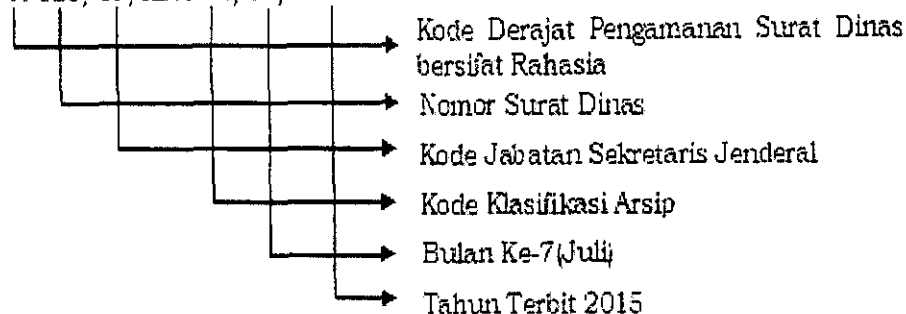 Kode Derajat Pengamanan Surat Dinas
bersifat Rahasia
Nomor Surat Dinas
Kode Jabatan Sekretaris Jenderal
Kode Klasifikasi Arsip
Bulan Ke-7(Juli)
Tahun Terbit 2015